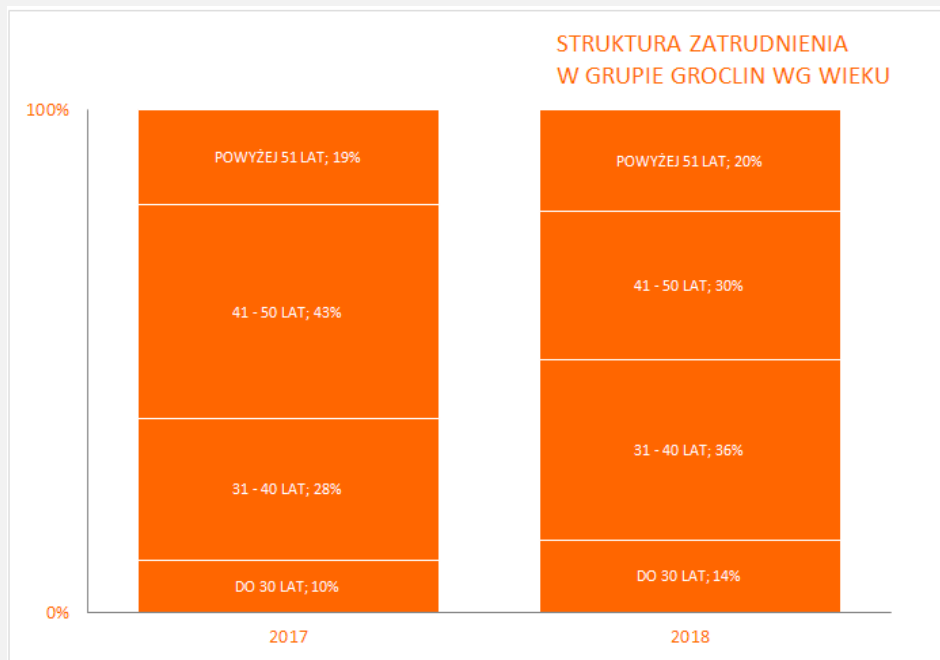 STRUKTURA ZATRUDNIENIA
W GRUPIE GROCLIN WG WIEKU
100%
POWYŻEJ 51 LAT; 19%
POWYŻEJ 51 LAT; 20%
41 - 50 LAT; 43%
41 - 50 LAT; 30%
31 - 40 LAT; 28%
31 - 40 LAT; 36%
DO 30 LAT; 10%
DO 30 LAT; 14%
0%
2017
2018